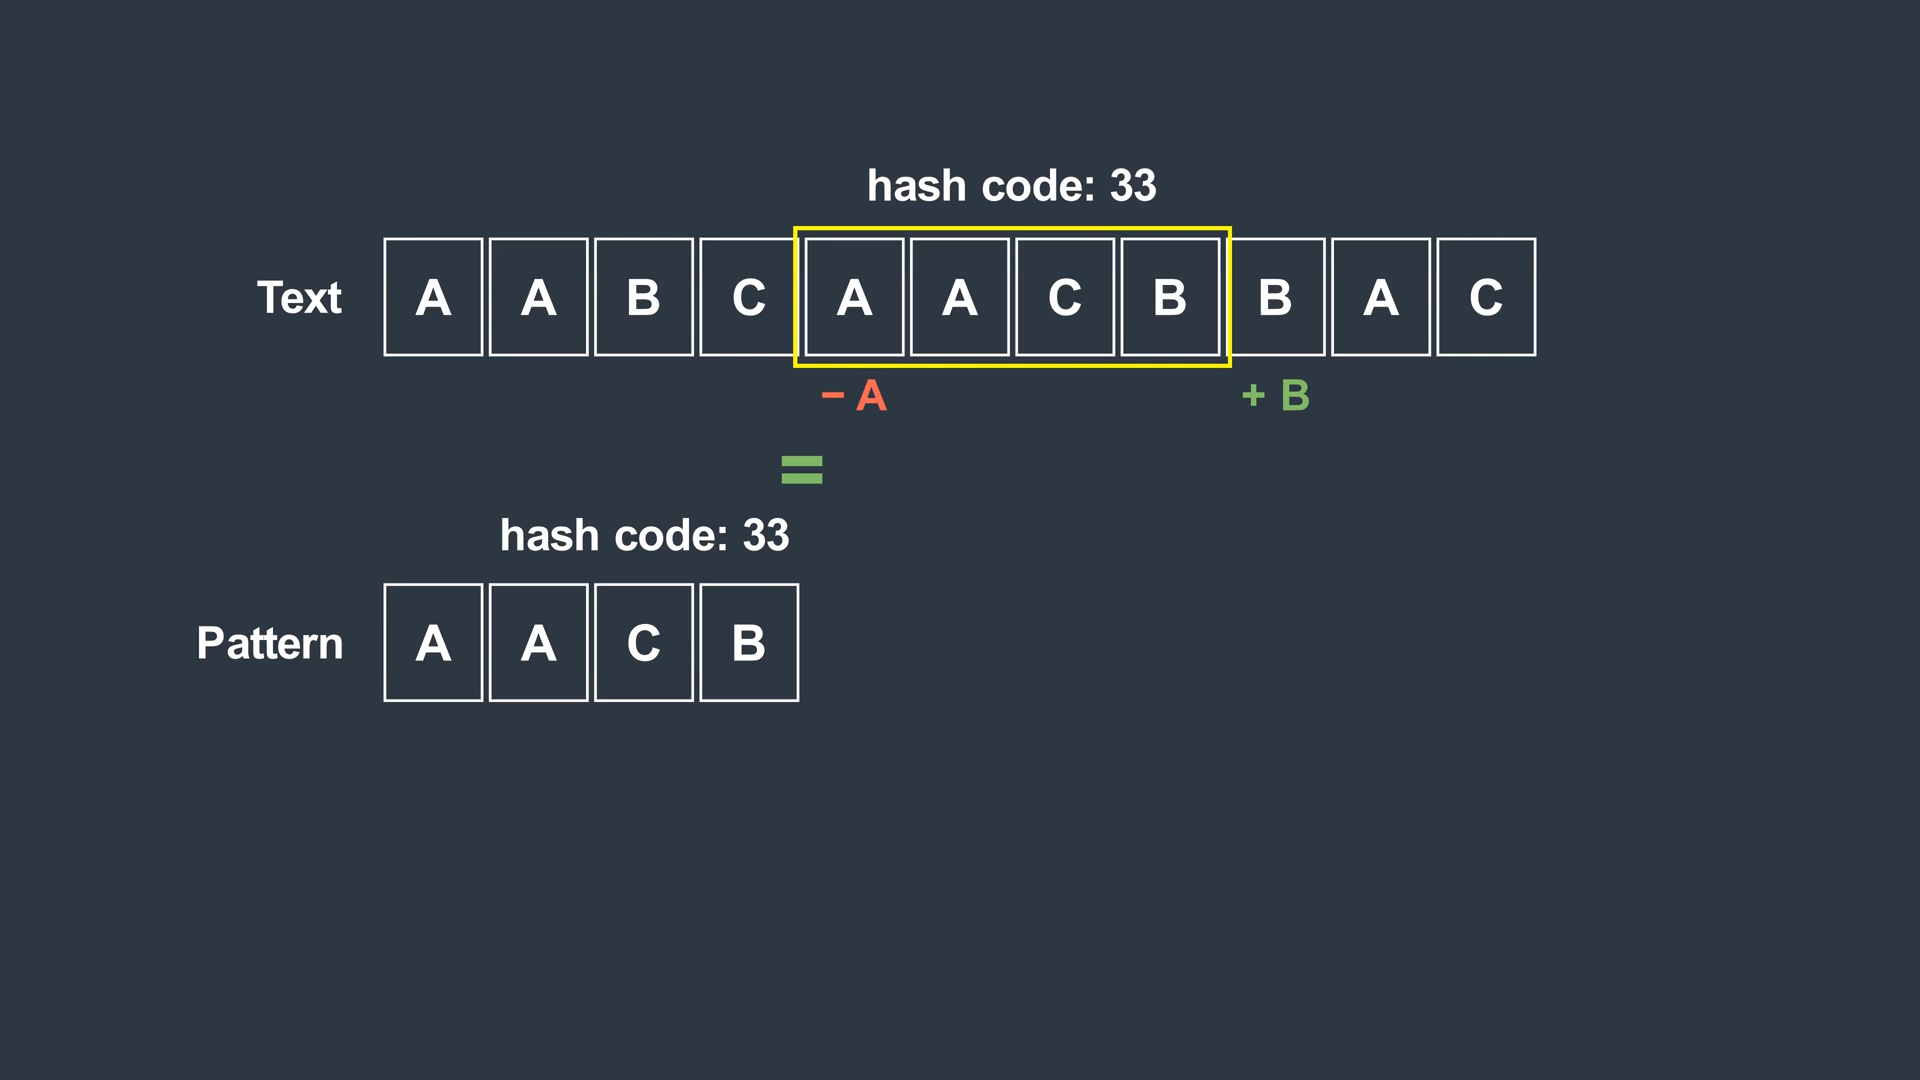 hash code: 33
Text A A B C A A C B B A C
− A + B
=
hash code: 33
Pattern A A C B